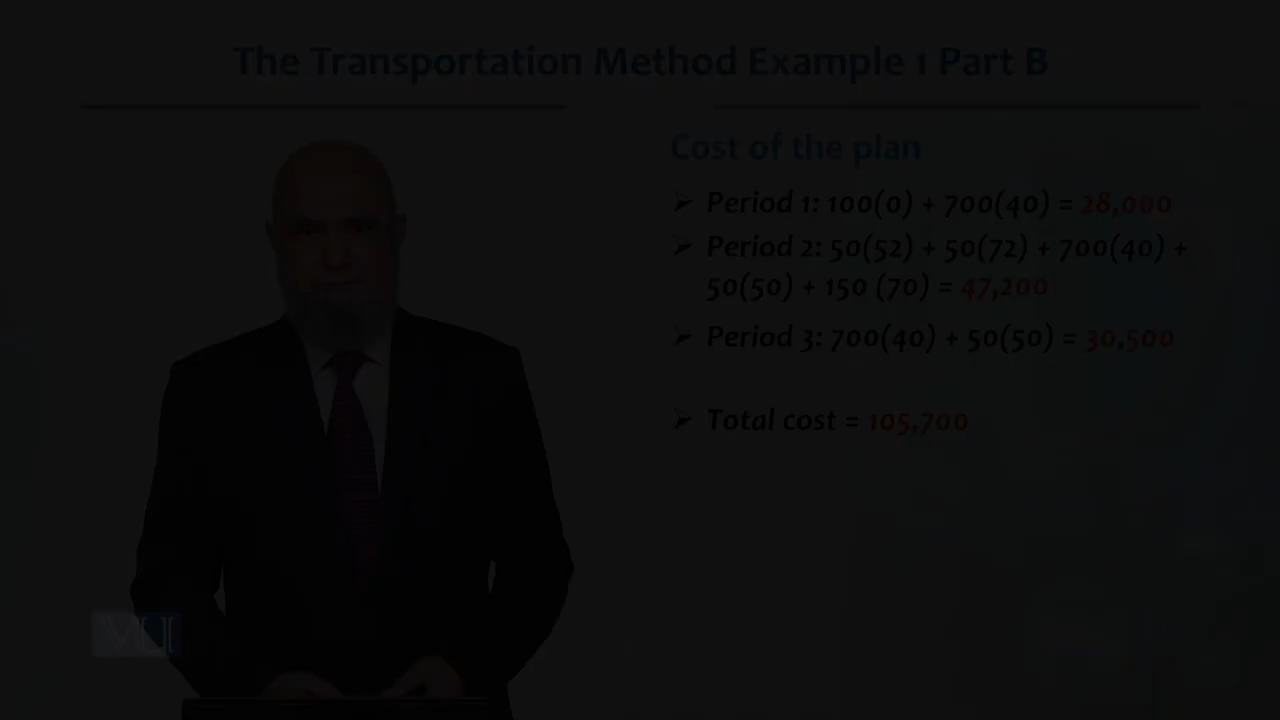 The Transportation Method Example 1 Part B
Cost of the plan
➢ Period 1: 100(0) + 700(40) = 28,000
➢ Period 2: 50(52) + 50(72) + 700(40) +
50(50) + 150 (70) = 47,200
➢ Period 3: 700(40) + 50(50) = 30,500
➢ Total cost = 105,700
VU